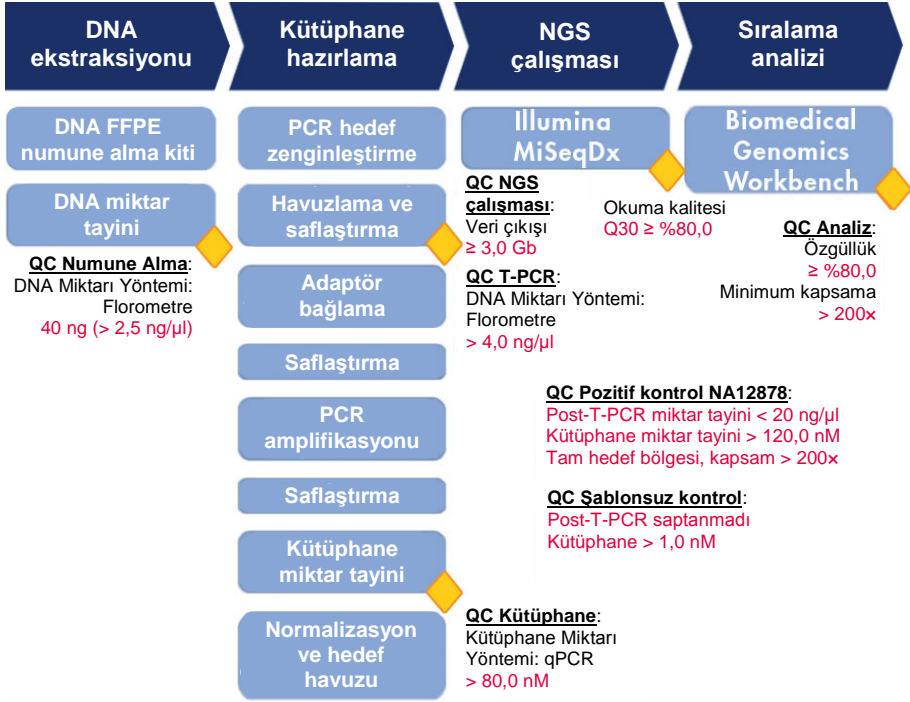 DNA
ekstraksiyonu
Kütüphane
hazırlama
NGS
çalışması
Sıralama
analizi
DNA FFPE
numune alma kiti
DNA miktar
tayini
QC Numune Alma:
DNA Miktarı Yöntemi:
Florometre
40 ng (> 2,5 ng/µl)
PCR hedef
zenginleştirme
Havuzlama ve
saflaştırma
Adaptör
bağlama
Saflaştırma
PCR
amplifikasyonu
Saflaştırma
Kütüphane
miktar tayini
Normalizasyon
ve hedef
havuzu
Illumina
MiSeqDx
QC NGS
çalışması:
Veri çıkışı
≥ 3,0 Gb
Okuma kalitesi
Q30 ≥ %80,0
QC T-PCR:
DNA Miktarı Yöntemi:
Florometre
> 4,0 ng/µl
Biomedical
Genomics
Workbench
QC Analiz:
Özgüllük
≥ %80,0
Minimum kapsama
> 200×
QC Pozitif kontrol NA12878:
Post-T-PCR miktar tayini < 20 ng/µl
Kütüphane miktar tayini > 120,0 nM
Tam hedef bölgesi, kapsam > 200×
QC Şablonsuz kontrol:
Post-T-PCR saptanmadı
Kütüphane > 1,0 nM
QC Kütüphane:
Kütüphane Miktarı
Yöntemi: qPCR
> 80,0 nM